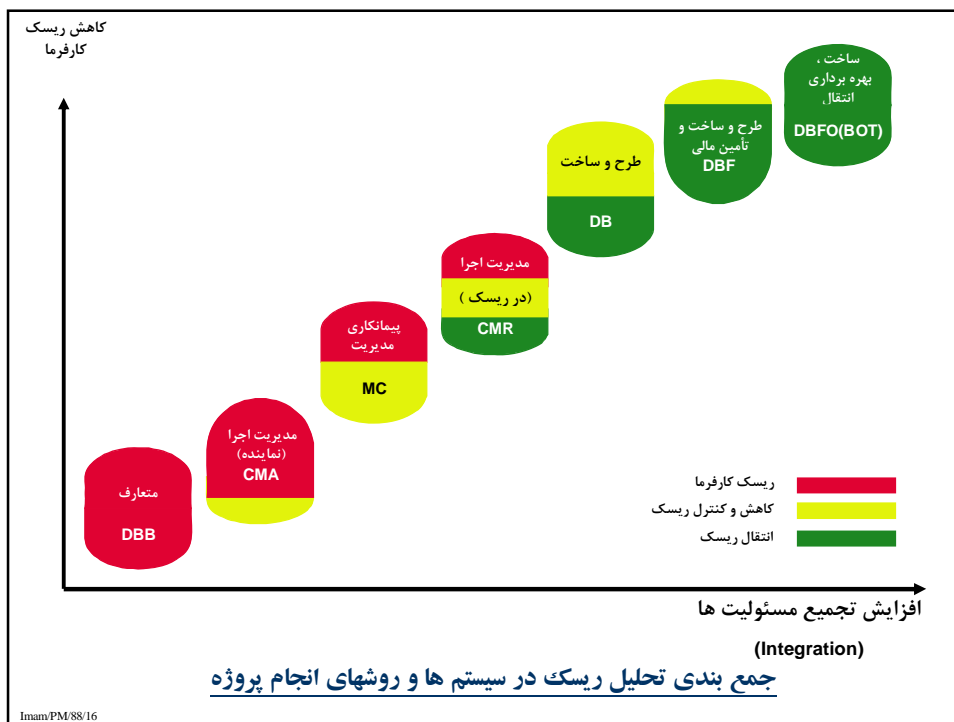 کاهش ریسک
کارفرما
ساخت ،
بهره برداری
انتقال
DBFO(BOT)
طرح و ساخت و
تأمین مالی
DBF
طرح و ساخت
DB
مدیریت اجرا
(در ریسک )
CMR
پیمانکاری
مدیریت
MC
مدیریت اجرا
(نماینده)
CMA
متعارف
DBB
ریسک کارفرما
کاهش و کنترل ریسک
انتقال ریسک
افزایش تجمیع مسئولیت ها
(Integration)
جمع بندی تحلیل ریسک در سیستم ها و روشهای انجام پروژه
Imam/PM/88/16